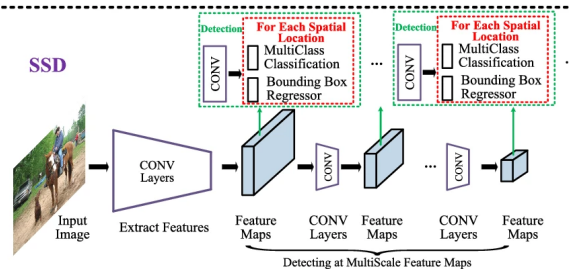 SSD
Detection
For Each Spatial
Location
CONV
MultiClass
Classification
Bounding Box
Regressor
...
Detection
For Each Spatial
Location
CONV
MultiClass
Classification
Bounding Box
Regressor
CONV
Layers
CONV
...
CONV
Input
Image
Extract Features
Feature
Maps
CONV
Layers
Feature
Maps
CONV
Layers
Feature
Maps
Detecting at MultiScale Feature Maps